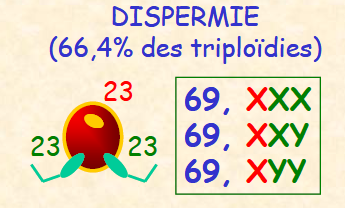 DISPERMIE
(66,4% des triploïdies)
23
23 23
69, XXX
69, XXY
69, XYY